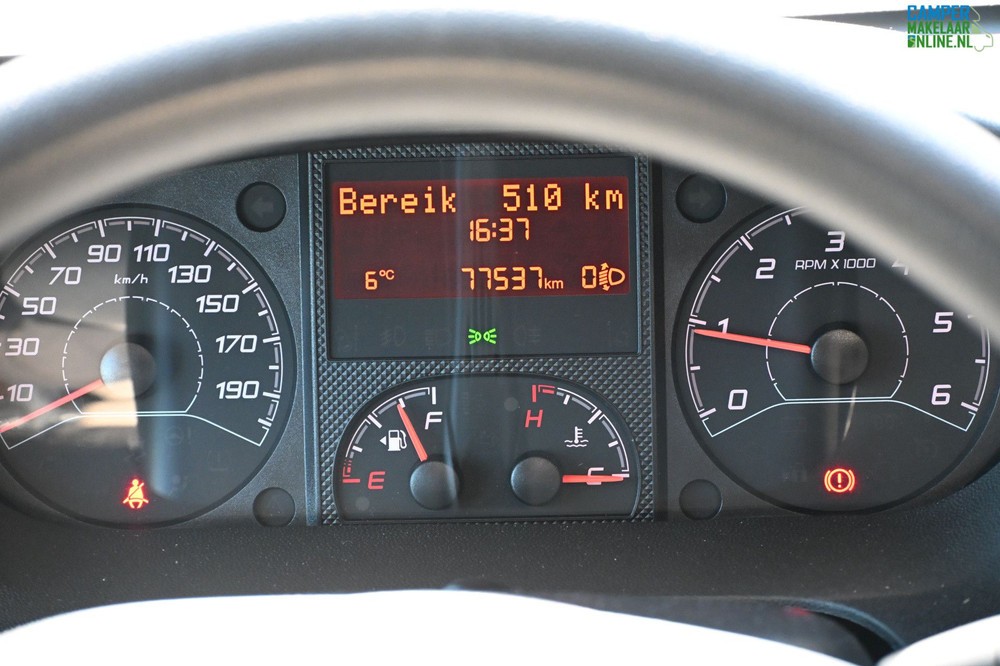 CAMPER
MAKELAAR
ONLINE.NL
Bereik 510 km
16:37
6°C 77537km 0
10
30
50
70
90
110
130
150
170
190
km/h
0
1
2
3
4
5
6
RPM X 1000
E
F
H
C